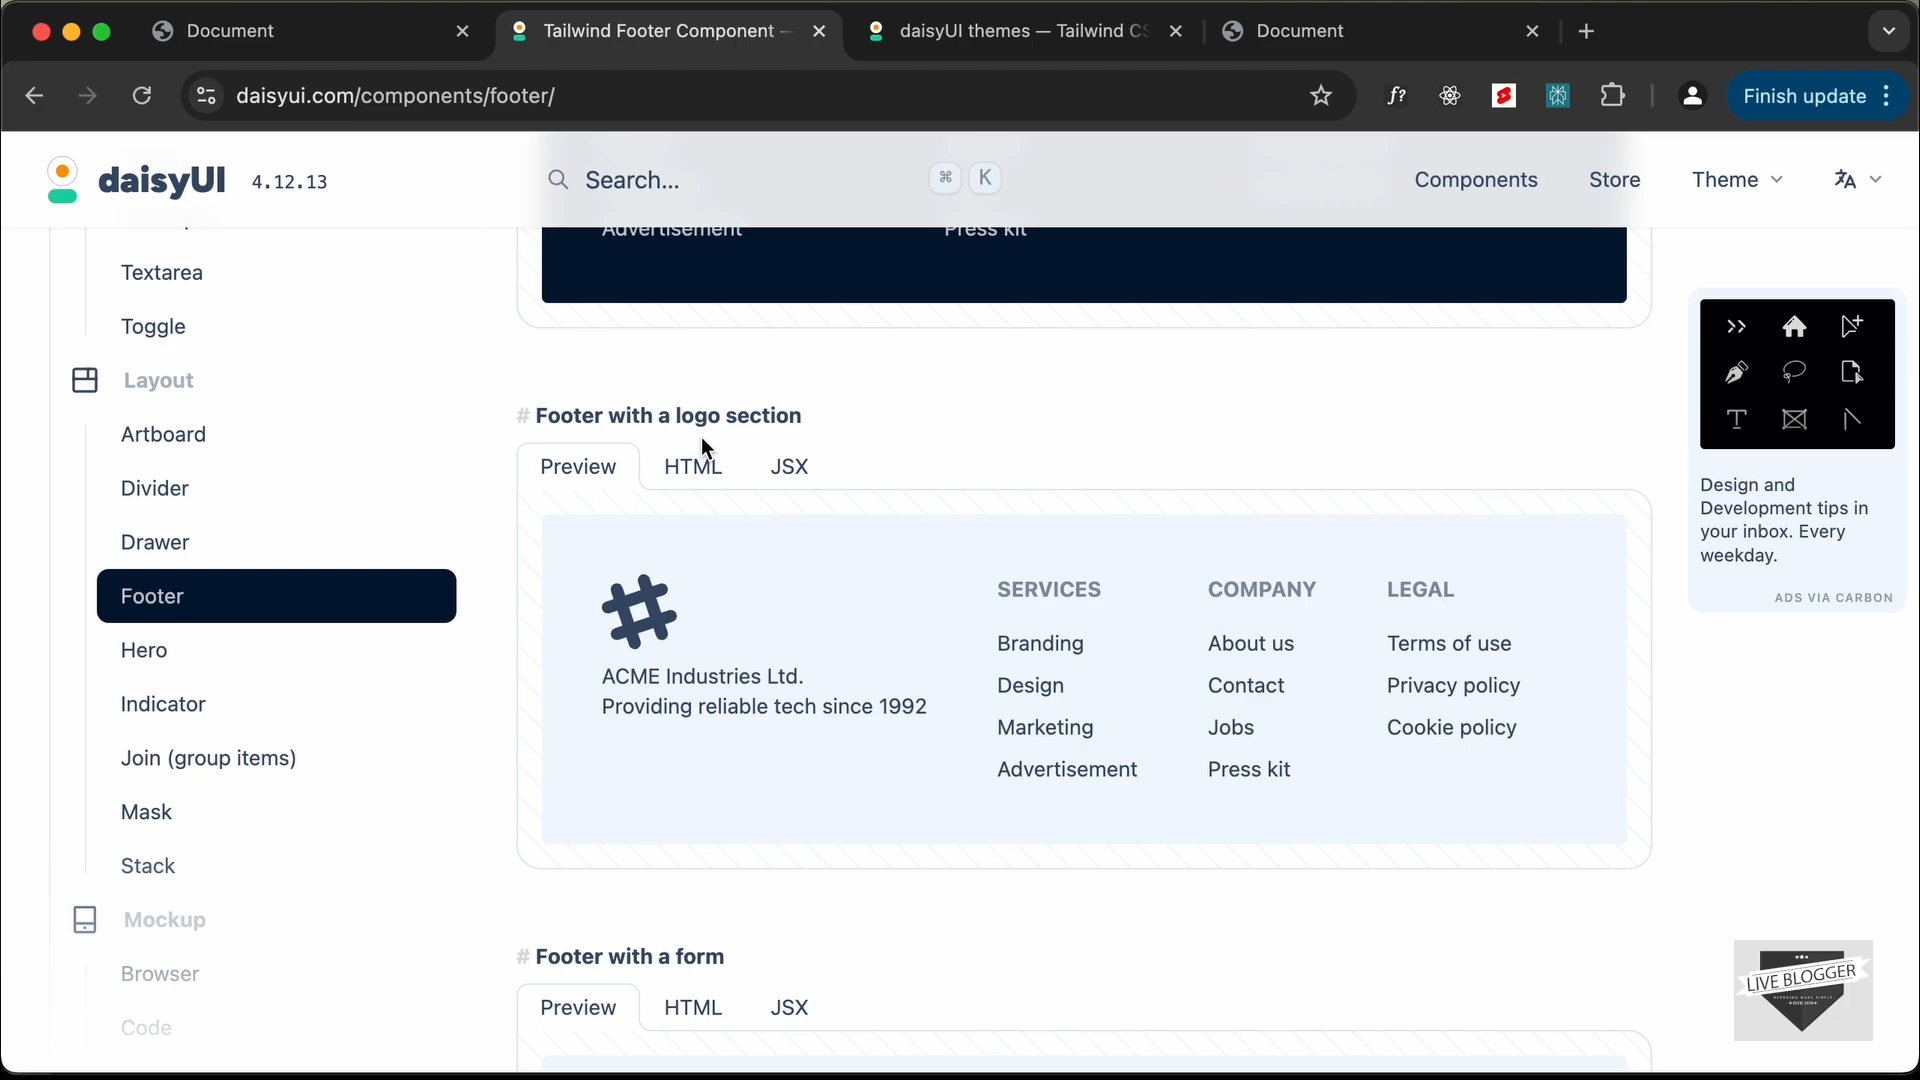 Document
Tailwind Footer Component —
daisyUI themes — Tailwind CS
Document
daisyui.com/components/footer/
f?
Finish update
daisyUI 4.12.13
Search...
⌘ K
Components
Store
Theme
Advertisement
Press kit
Textarea
Toggle
Layout
Artboard
Divider
Drawer
Footer
Hero
Indicator
Join (group items)
Mask
Stack
Mockup
Browser
Code
# Footer with a logo section
Preview HTML JSX
ACME Industries Ltd.
Providing reliable tech since 1992
SERVICES
Branding
Design
Marketing
Advertisement
COMPANY
About us
Contact
Jobs
Press kit
LEGAL
Terms of use
Privacy policy
Cookie policy
# Footer with a form
Preview HTML JSX
Design and
Development tips in
your inbox. Every
weekday.
ADS VIA CARBON
LIVE BLOGGER